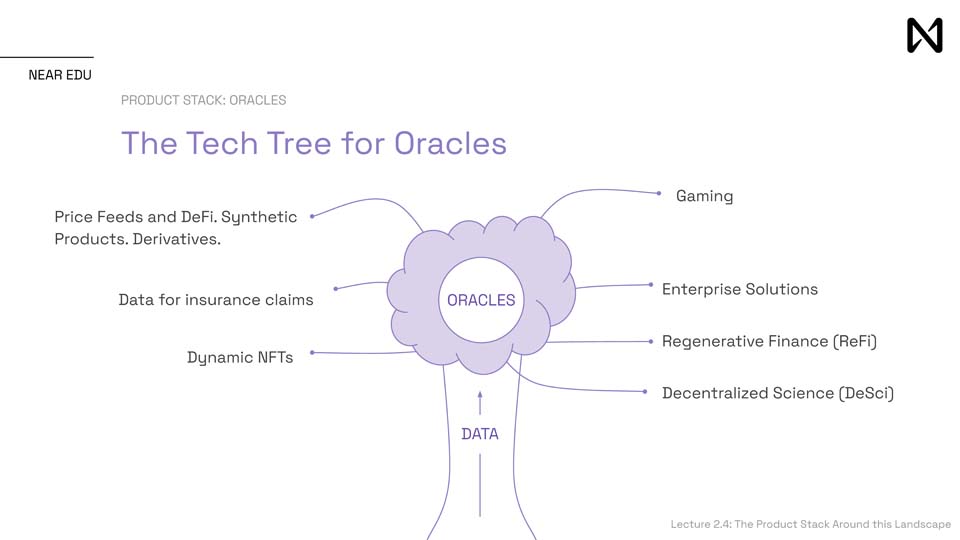 NEAR EDU
PRODUCT STACK: ORACLES
The Tech Tree for Oracles
Price Feeds and DeFi. Synthetic
Products. Derivatives.
Data for insurance claims
Dynamic NFTs
ORACLES
DATA
Gaming
Enterprise Solutions
Regenerative Finance (ReFi)
Decentralized Science (DeSci)
Lecture 2.4: The Product Stack Around this Landscape